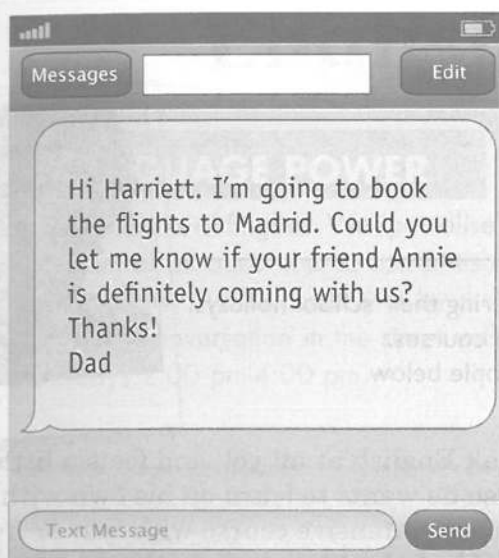 Messages
Edit
Hi Harriett. I'm going to book
the flights to Madrid. Could you
let me know if your friend Annie
is definitely coming with us?
Thanks!
Dad
Text Message
Send